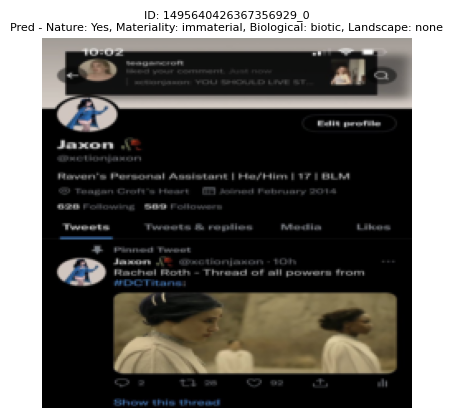 ID: 1495640426367356929_0
Pred - Nature: Yes, Materiality: immaterial, Biological: biotic, Landscape: none
10:02
teagancroft
liked your comment. Just now
xctionjaxon: YOU SHOULD LIVE ST...
Edit profile
Jaxon
@xctionjaxon
Raven's Personal Assistant | He/Him | 17 | BLM
Teagan Croft's Heart Joined February 2014
628 Following 589 Followers
Tweets Tweets & replies Media Likes
Pinned Tweet
Jaxon @xctionjaxon · 10h
Rachel Roth - Thread of all powers from
#DCTitans:
2 26 92
Show this thread